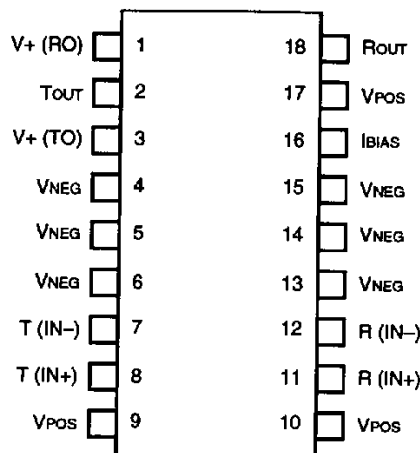 V+ (RO) 1 18 ROUT
TOUT 2 17 VPOS
V+ (TO) 3 16 IBIAS
VNEG 4 15 VNEG
VNEG 5 14 VNEG
VNEG 6 13 VNEG
T (IN–) 7 12 R (IN–)
T (IN+) 8 11 R (IN+)
VPOS 9 10 VPOS